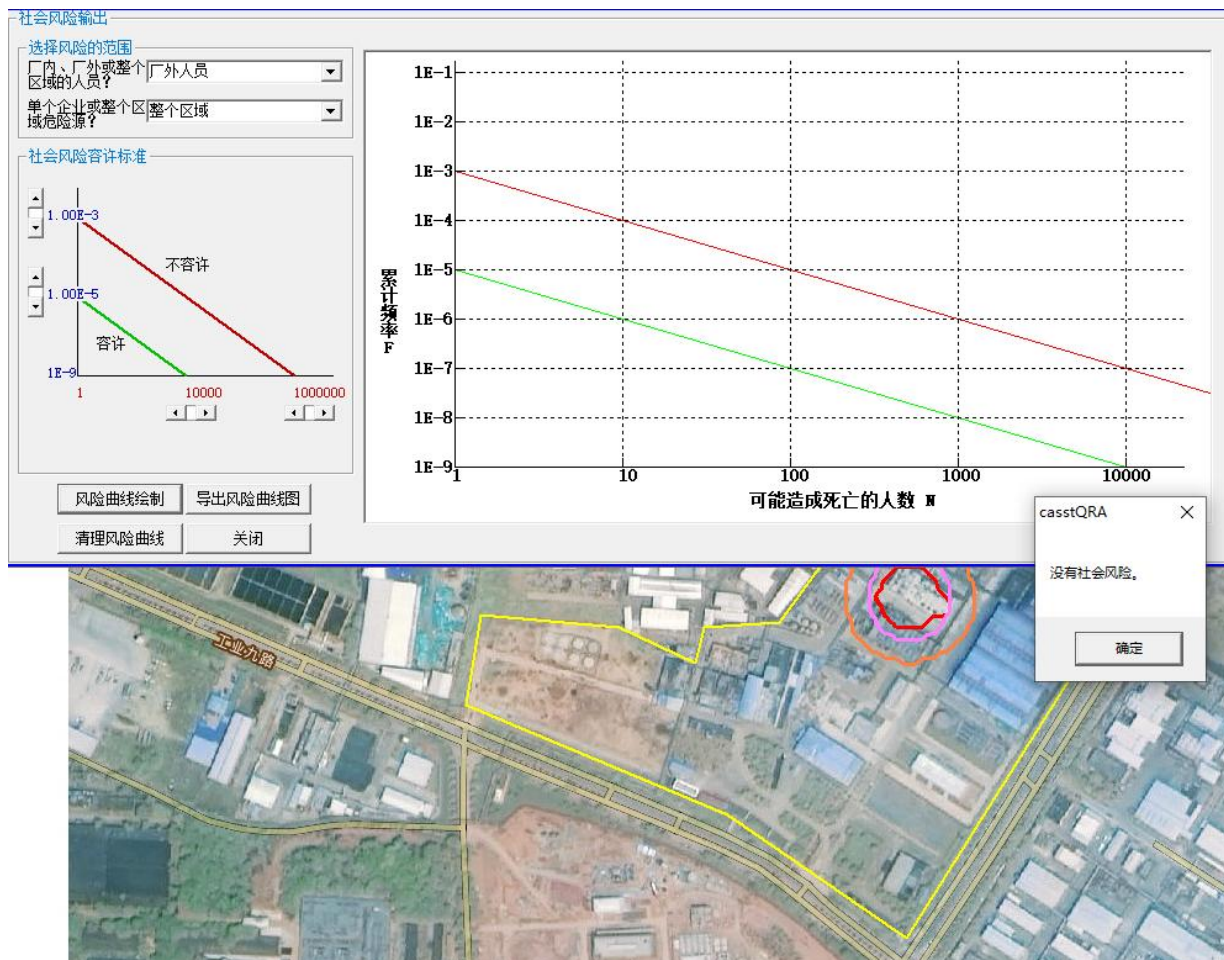 社会风险输出
选择风险的范围
厂内、厂外或整个
区域的人员?
厂外人员
单个企业或整个区
域危险源?
整个区域
社会风险容许标准
1.00E-3
不容许
1.00E-5
容许
1E-9
1
10000
1000000
风险曲线绘制
导出风险曲线图
清理风险曲线
关闭
1E-1
1E-2
1E-3
1E-4
1E-5
1E-6
1E-7
1E-8
1E-9
累计频率F
1
10
100
1000
10000
可能造成死亡的人数 N
casstQRA
没有社会风险。
确定
工业九路